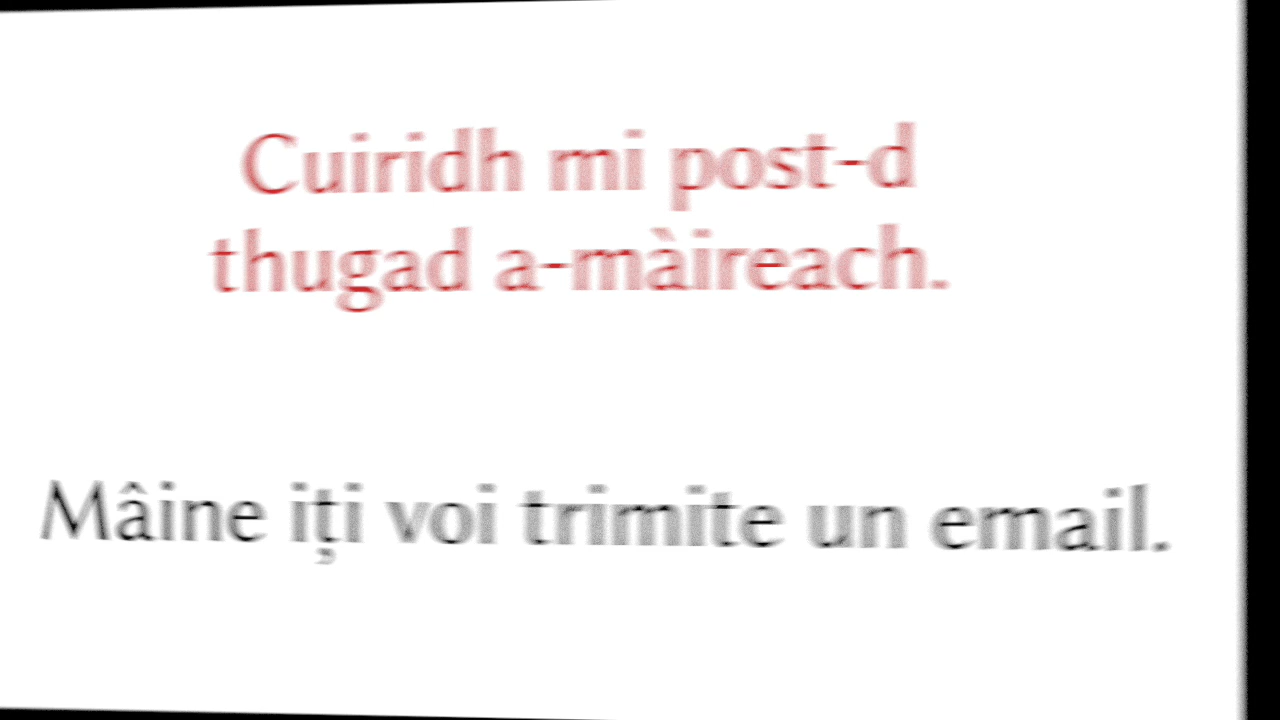 Cuiridh mi post-d
thugad a-màireach.
Mâine iți voi trimite un email.